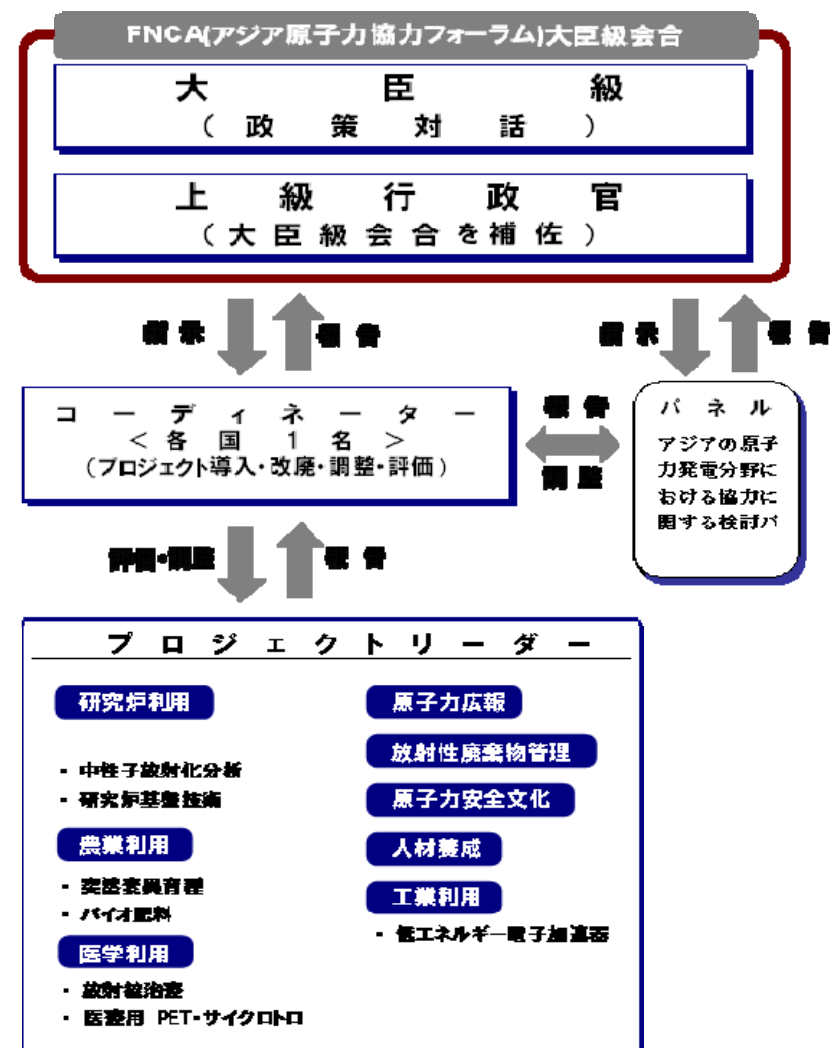 FNCA(アジア原子力協力フォーラム)大臣級会合
大臣級
(政策対話)
上級行政官
(大臣級会合を補佐)
指示
報告
指示
報告
コーディネーター
<各国1名>
(プロジェクト導入・改廃・調整・評価)
報告
調整
パネル
アジアの原子
力発電分野に
おける協力に
関する検討パ
評価・調整
報告
プロジェクトリーダー
研究炉利用
・中性子放射化分析
・研究炉基盤技術
農業利用
・突然変異育種
・バイオ肥料
医学利用
・放射線治療
・医療用 PET・サイクロトロ
原子力広報
放射性廃棄物管理
原子力安全文化
人材養成
工業利用
・低エネルギー電子加速器